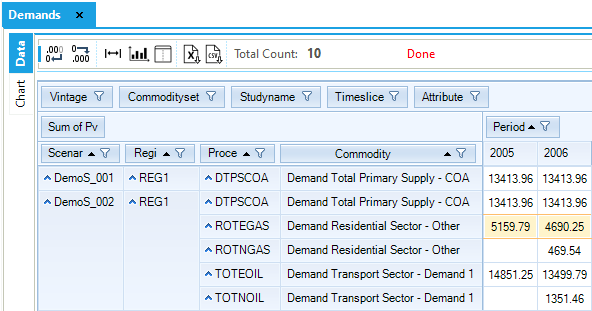 Demands ×
Data
Chart
.000
0
.000
Total Count: 10 Done
Vintage Commodityset Studyname Timeslice Attribute
Sum of Pv Period
Scenar Regi Proce Commodity 2005 2006
DemoS_001 REG1 DTPSCOA Demand Total Primary Supply - COA 13413.96 13413.96
DemoS_002 REG1 DTPSCOA Demand Total Primary Supply - COA 13413.96 13413.96
ROTEGAS Demand Residential Sector - Other 5159.79 4690.25
ROTNGAS Demand Residential Sector - Other 469.54
TOTEOIL Demand Transport Sector - Demand 1 14851.25 13499.79
TOTNOIL Demand Transport Sector - Demand 1 1351.46